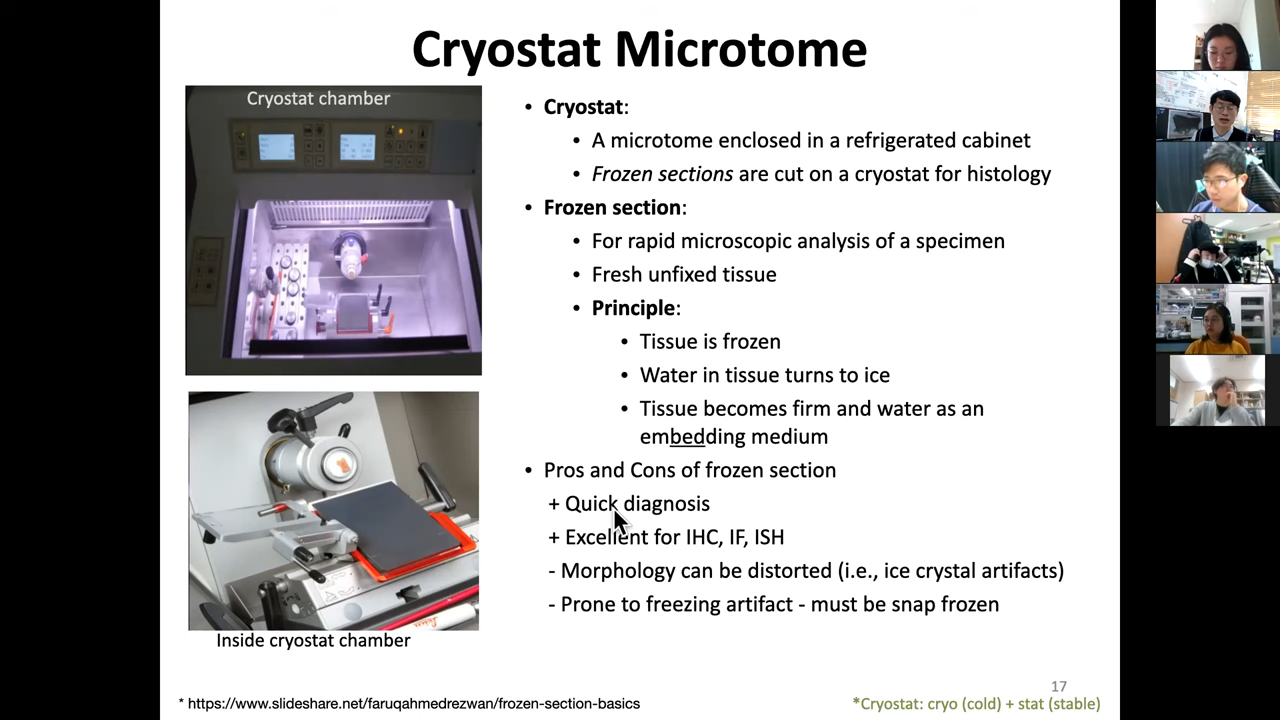 Cryostat Microtome
Cryostat chamber
Inside cryostat chamber
• Cryostat:
• A microtome enclosed in a refrigerated cabinet
• Frozen sections are cut on a cryostat for histology
• Frozen section:
• For rapid microscopic analysis of a specimen
• Fresh unfixed tissue
• Principle:
• Tissue is frozen
• Water in tissue turns to ice
• Tissue becomes firm and water as an
embedding medium
• Pros and Cons of frozen section
+ Quick diagnosis
+ Excellent for IHC, IF, ISH
- Morphology can be distorted (i.e., ice crystal artifacts)
- Prone to freezing artifact - must be snap frozen
17
* https://www.slideshare.net/faruqahmedrezwan/frozen-section-basics
*Cryostat: cryo (cold) + stat (stable)